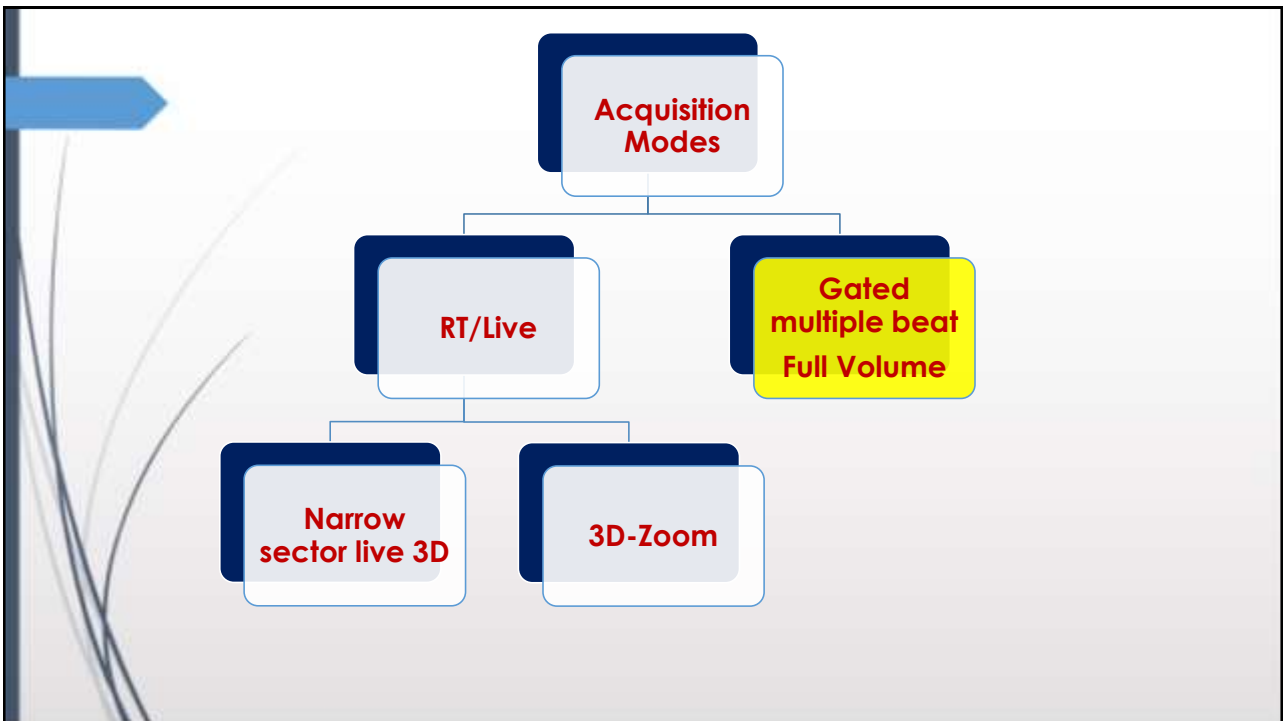 Acquisition
Modes
RT/Live
Gated
multiple beat
Full Volume
Narrow
sector live 3D
3D-Zoom